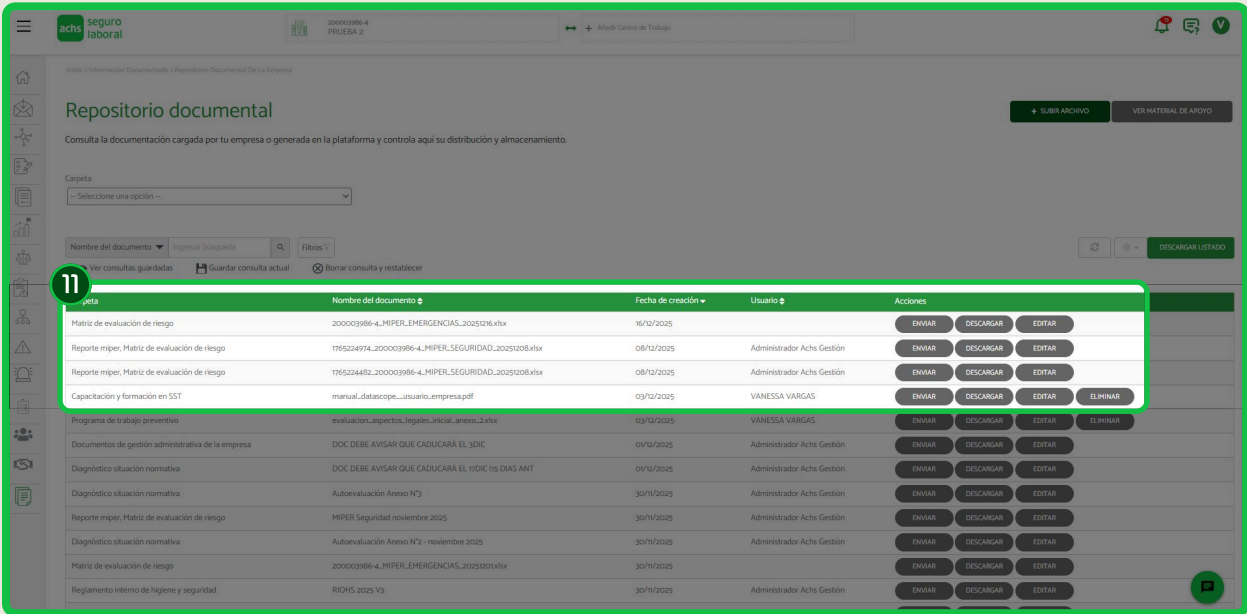 achs seguro laboral
200003986-4
PRUEBA 2
+ Añadir Centro de Trabajo
11
V
Inicio > Información Documentada > Repositorio Documental De La Empresa
Repositorio documental
+ SUBIR ARCHIVO
VER MATERIAL DE APOYO
Consulta la documentación cargada por tu empresa o generada en la plataforma y controla aquí su distribución y almacenamiento.
Carpeta
-- Seleccione una opción --
Nombre del documento Ingresar búsqueda Filtros
DESCARGAR LISTADO
Ver consultas guardadas Guardar consulta actual Borrar consulta y restablecer
11
Nombre del documento Fecha de creación Usuario Acciones
Matriz de evaluación de riesgo 200003986-4_MIPER_EMERGENCIAS_20251216.xlsx 16/12/2025 ENVIAR DESCARGAR EDITAR
Reporte miper, Matriz de evaluación de riesgo 1765224974_200003986-4_MIPER_SEGURIDAD_20251208.xlsx 08/12/2025 Administrador Achs Gestión ENVIAR DESCARGAR EDITAR
Reporte miper, Matriz de evaluación de riesgo 1765224482_200003986-4_MIPER_SEGURIDAD_20251208.xlsx 08/12/2025 Administrador Achs Gestión ENVIAR DESCARGAR EDITAR
Capacitación y formación en SST manual_datascope__usuario_empresa.pdf 03/12/2025 VANESSA VARGAS ENVIAR DESCARGAR EDITAR ELIMINAR
Programa de trabajo preventivo evaluacion_aspectos_legales_inicial_anexo_2.xlsx 03/12/2025 VANESSA VARGAS ENVIAR DESCARGAR EDITAR ELIMINAR
Documentos de gestión administrativa de la empresa DOC DEBE AVISAR QUE CADUCARÁ EL 3DIC 01/12/2025 Administrador Achs Gestión ENVIAR DESCARGAR EDITAR
Diagnóstico situación normativa DOC DEBE AVISAR QUE CADUCARÁ EL 17DIC (15 DIAS ANT 01/12/2025 Administrador Achs Gestión ENVIAR DESCARGAR EDITAR
Diagnóstico situación normativa Autoevaluación Anexo N°3 30/11/2025 Administrador Achs Gestión ENVIAR DESCARGAR EDITAR
Reporte miper, Matriz de evaluación de riesgo MIPER Seguridad noviembre 2025 30/11/2025 Administrador Achs Gestión ENVIAR DESCARGAR EDITAR
Diagnóstico situación normativa Autoevaluación Anexo N°2 - noviembre 2025 30/11/2025 Administrador Achs Gestión ENVIAR DESCARGAR EDITAR
Matriz de evaluación de riesgo 200003986-4_MIPER_EMERGENCIAS_20251201.xlsx 30/11/2025 ENVIAR DESCARGAR EDITAR
Reglamento interno de higiene y seguridad RIOHS 2025 V3 30/11/2025 Administrador Achs Gestión ENVIAR DESCARGAR EDITAR